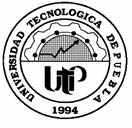 UNIVERSIDAD TECNOLOGICA DE PUEBLA
UTP
1994